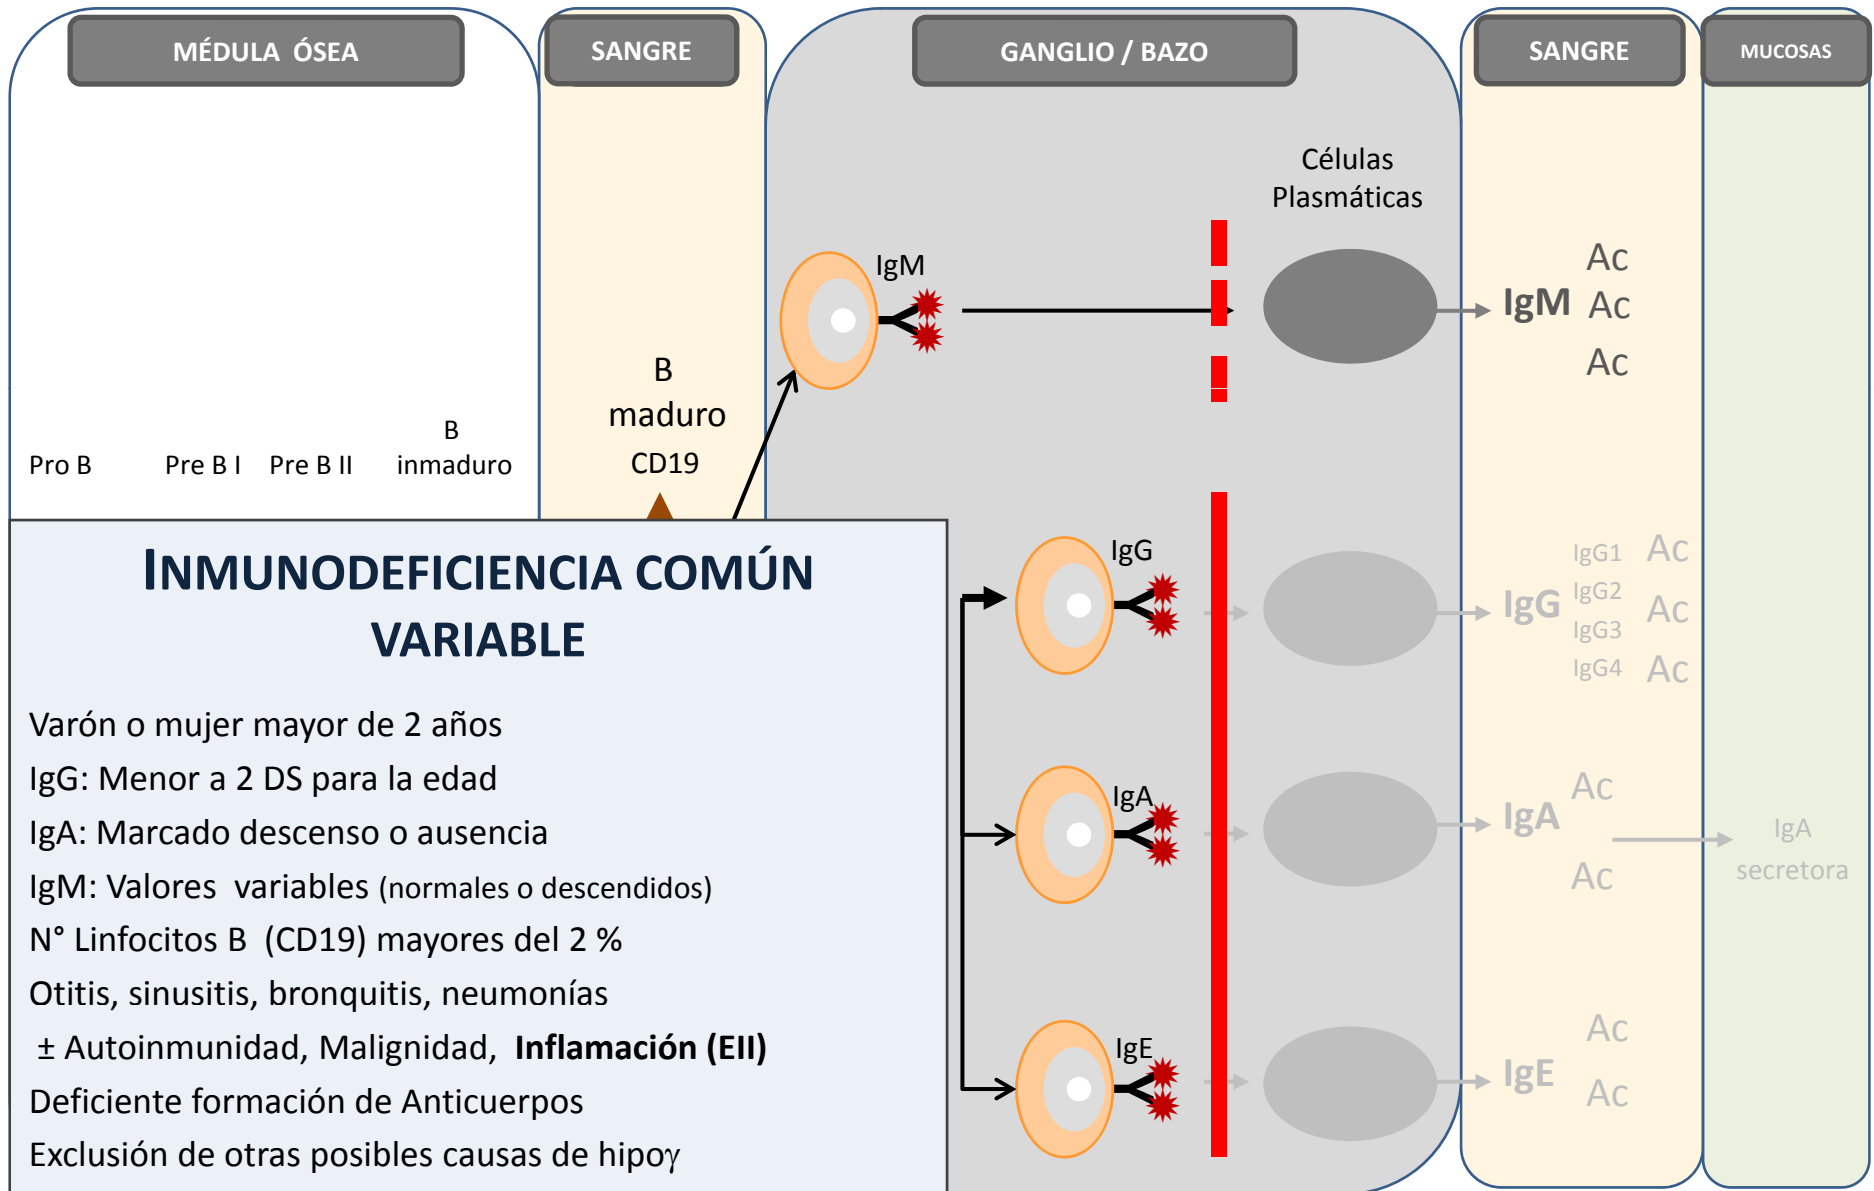 MÉDULA ÓSEA
SANGRE
GANGLIO / BAZO
SANGRE
MUCOSAS
Células
Plasmáticas
IgM
Ac
IgM Ac
Ac
B
maduro
CD19
Pro B
Pre B I
Pre B II
B
inmaduro
IgG
IgG1 Ac
IgG2
IgG
IgG3 Ac
IgG4 Ac
IgA
Ac
IgA
Ac
IgA
secretora
IgE
Ac
IgE
Ac
INMUNODEFICIENCIA COMÚN
VARIABLE
Varón o mujer mayor de 2 años
IgG: Menor a 2 DS para la edad
IgA: Marcado descenso o ausencia
IgM: Valores variables (normales o descendidos)
N° Linfocitos B (CD19) mayores del 2 %
Otitis, sinusitis, bronquitis, neumonías
± Autoinmunidad, Malignidad, Inflamación (EII)
Deficiente formación de Anticuerpos
Exclusión de otras posibles causas de hipoγ